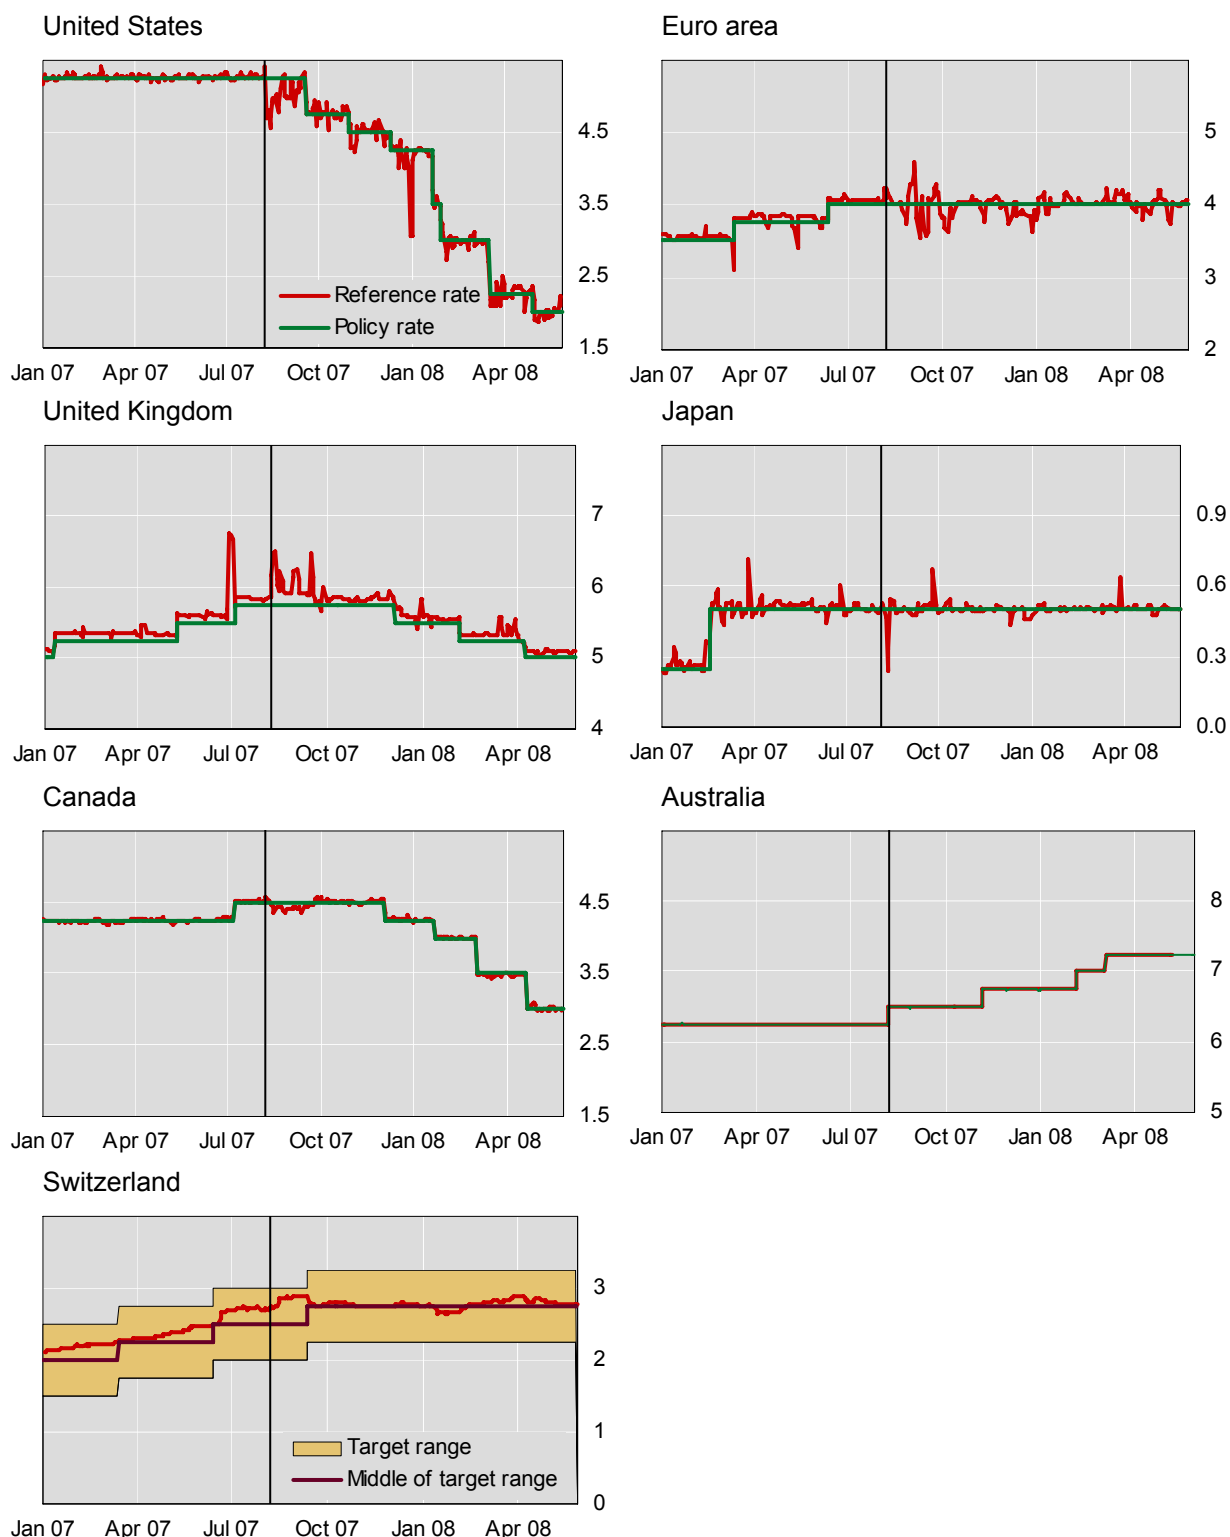 United States
4.5
3.5
2.5
1.5
Reference rate
Policy rate
Jan 07 Apr 07 Jul 07 Oct 07 Jan 08 Apr 08
Euro area
5
4
3
2
Jan 07 Apr 07 Jul 07 Oct 07 Jan 08 Apr 08
United Kingdom
7
6
5
4
Jan 07 Apr 07 Jul 07 Oct 07 Jan 08 Apr 08
Japan
0.9
0.6
0.3
0.0
Jan 07 Apr 07 Jul 07 Oct 07 Jan 08 Apr 08
Canada
4.5
3.5
2.5
1.5
Jan 07 Apr 07 Jul 07 Oct 07 Jan 08 Apr 08
Australia
8
7
6
5
Jan 07 Apr 07 Jul 07 Oct 07 Jan 08 Apr 08
Switzerland
3
2
1
0
Target range
Middle of target range
Jan 07 Apr 07 Jul 07 Oct 07 Jan 08 Apr 08